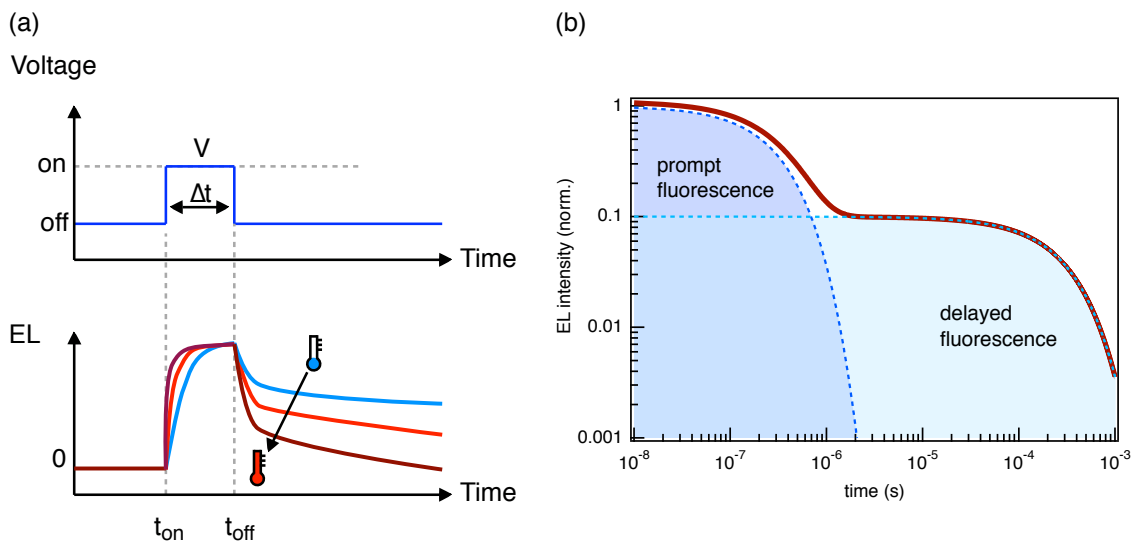 (a)
Voltage
on
V
Δt
off
Time
EL
0
Time
t_on
t_off
(b)
EL intensity (norm.)
1
0.1
0.01
0.001
prompt
fluorescence
delayed
fluorescence
10⁻⁸
10⁻⁷
10⁻⁶
10⁻⁵
10⁻⁴
10⁻³
time (s)